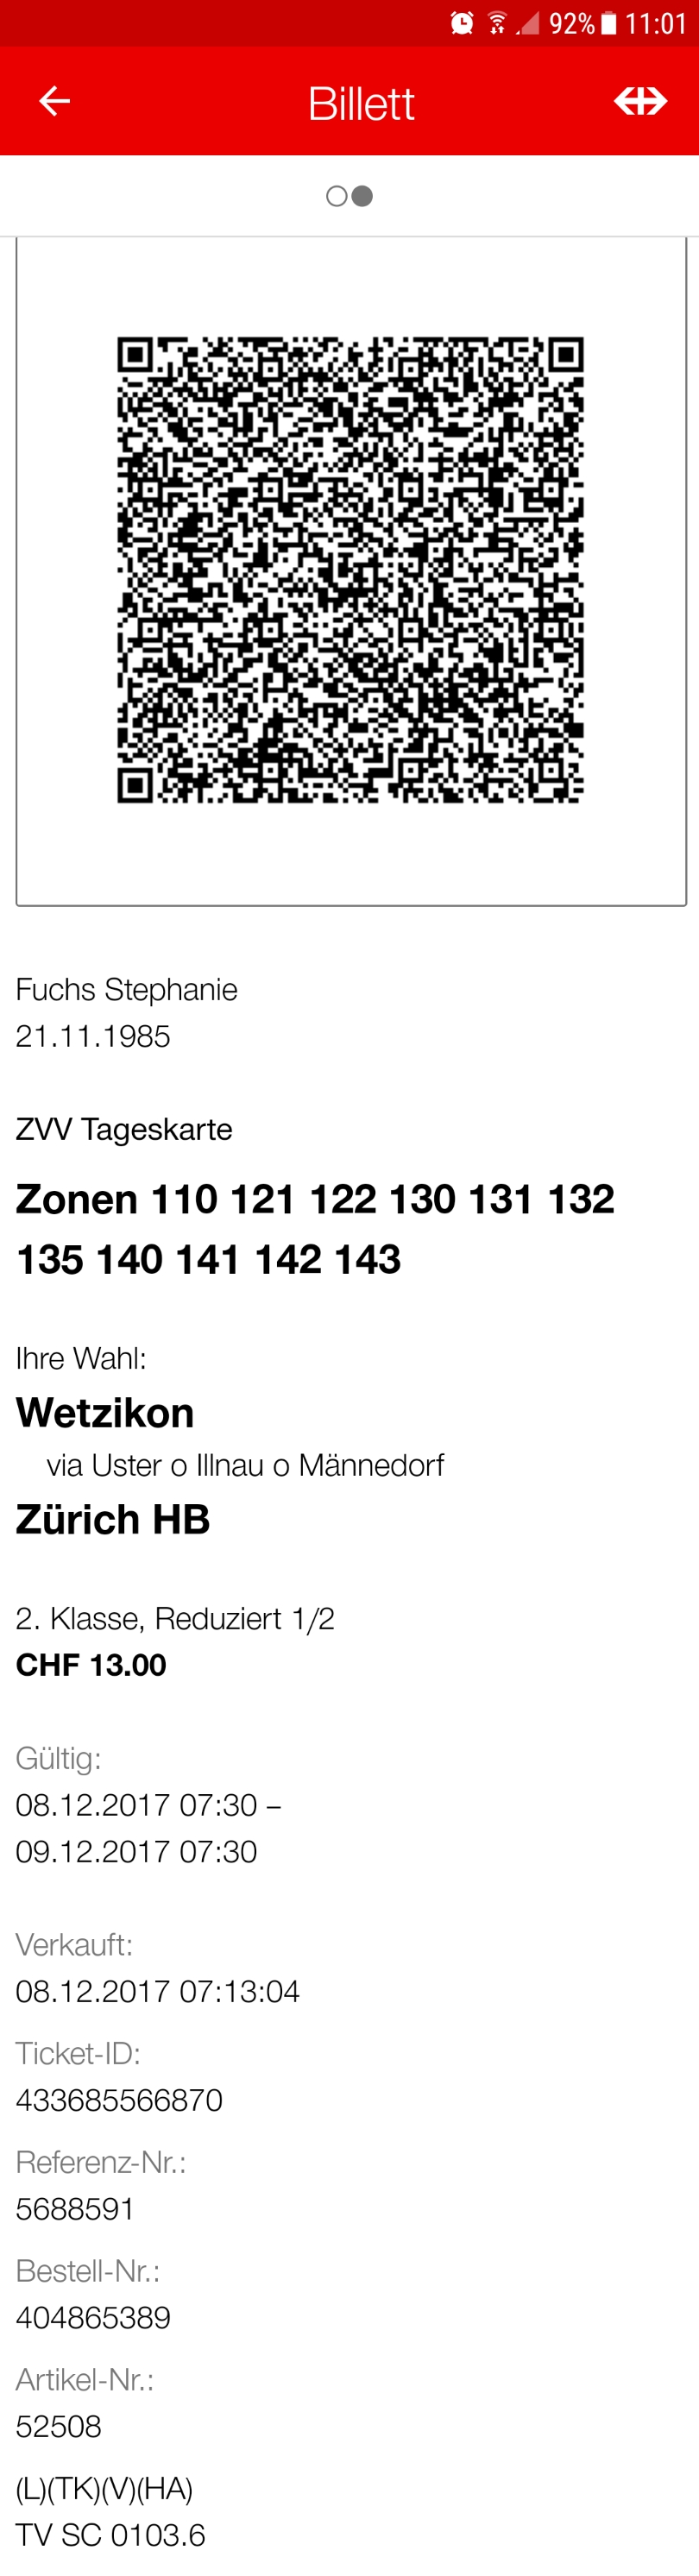 92% 11:01
Billett
Fuchs Stephanie
21.11.1985
ZVV Tageskarte
Zonen 110 121 122 130 131 132
135 140 141 142 143
Ihre Wahl:
Wetzikon
via Uster o Illnau o Männedorf
Zürich HB
2. Klasse, Reduziert 1/2
CHF 13.00
Gültig:
08.12.2017 07:30 –
09.12.2017 07:30
Verkauft:
08.12.2017 07:13:04
Ticket-ID:
433685566870
Referenz-Nr.:
5688591
Bestell-Nr.:
404865389
Artikel-Nr.:
52508
(L)(TK)(V)(HA)
TV SC 0103.6